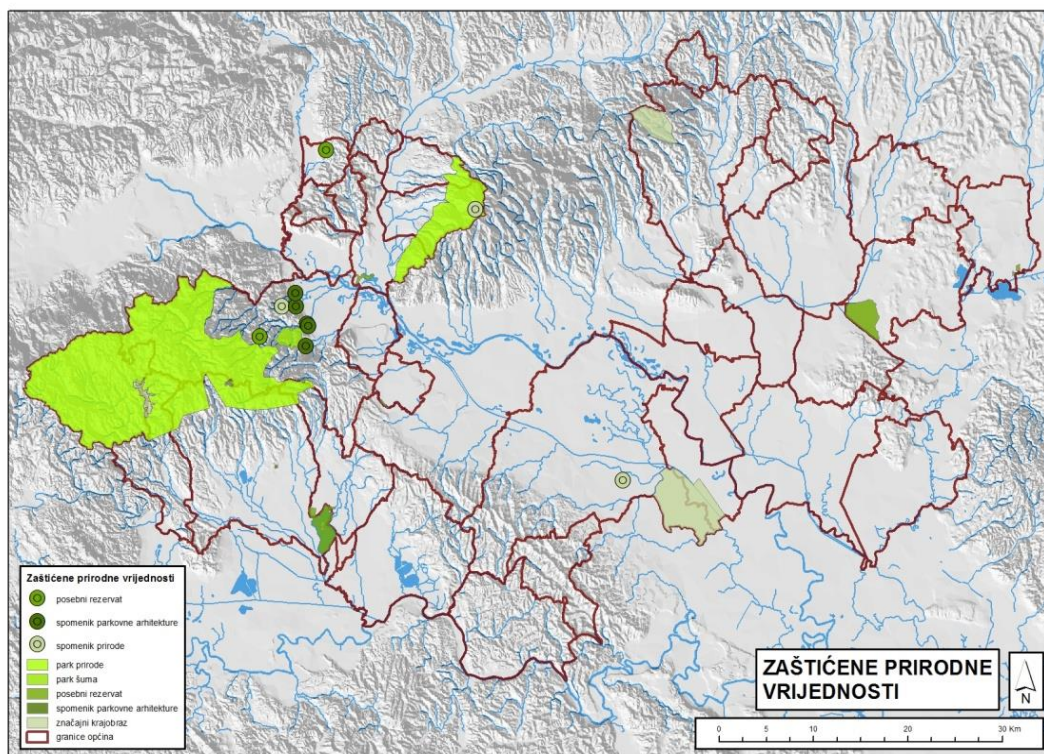 Zaštićene prirodne vrijednosti
posebni rezervat
spomenik parkovne arhitekture
spomenik prirode
park prirode
park šuma
posebni rezervat
spomenik parkovne arhitekture
značajni krajobraz
granice općina
ZAŠTIĆENE PRIRODNE
VRIJEDNOSTI
N
0 5 10 20 30 Km